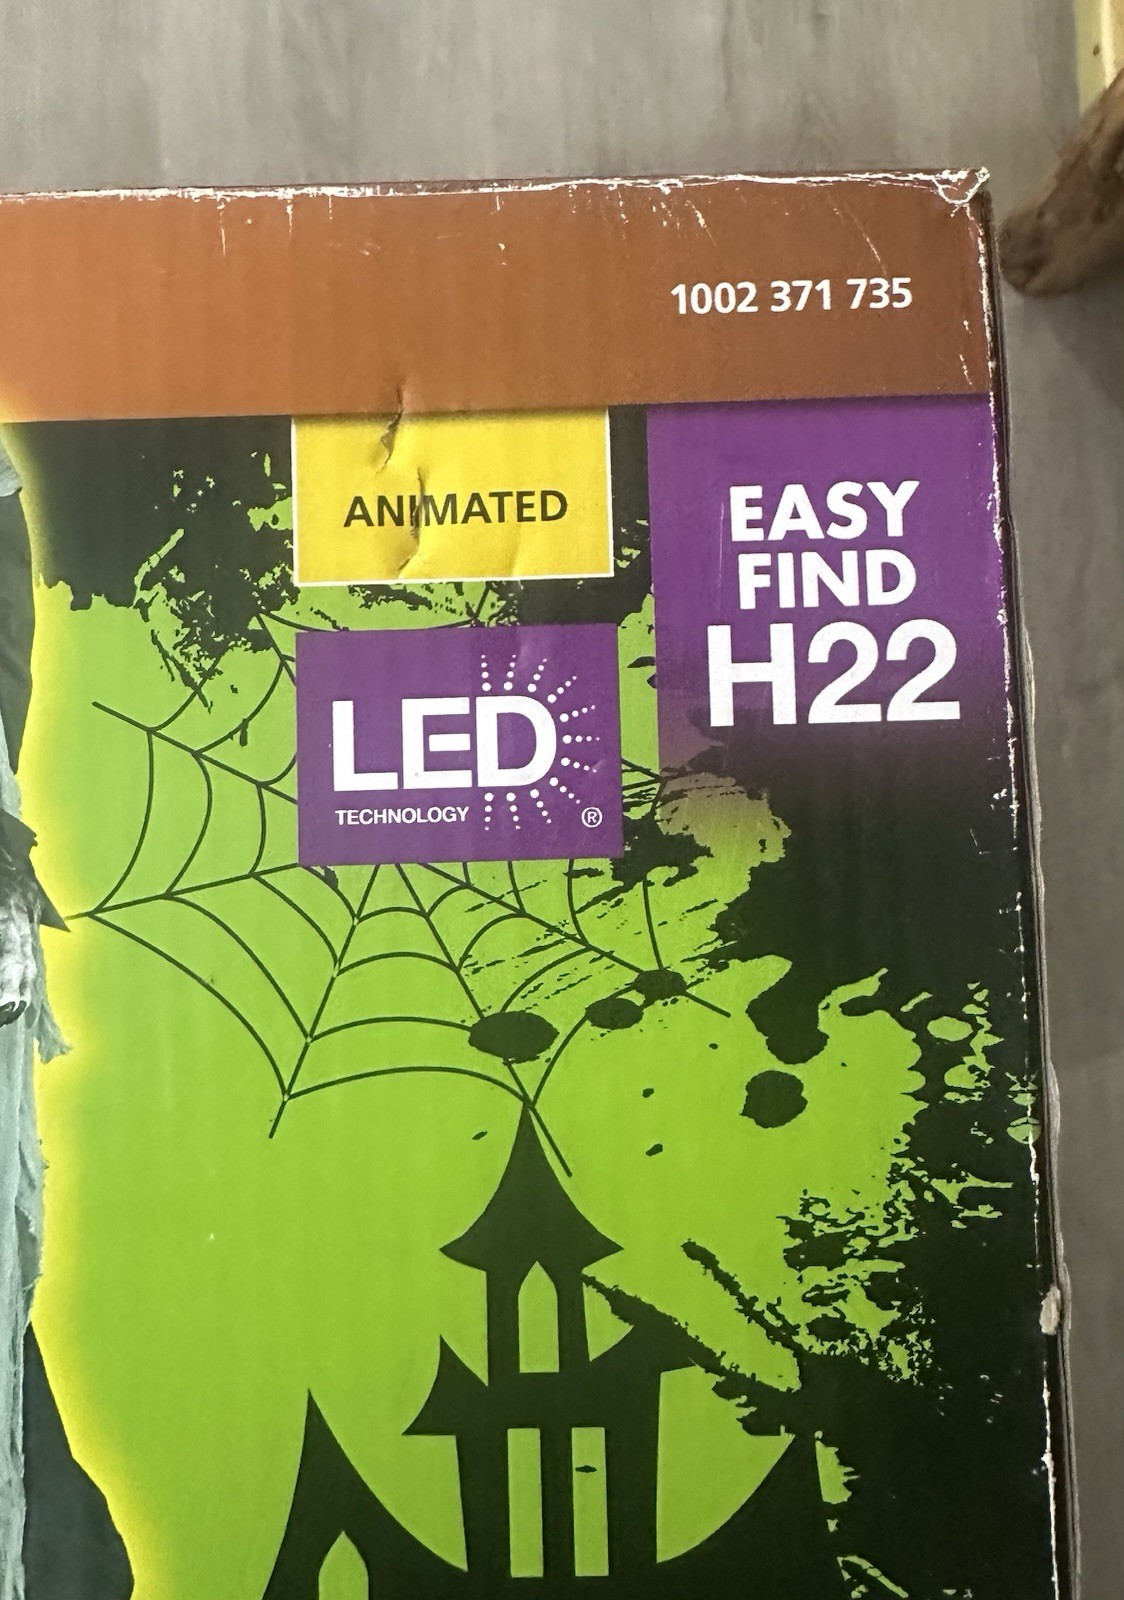 1002 371 735
ANIMATED
EASY
FIND
H22
LED
TECHNOLOGY ®